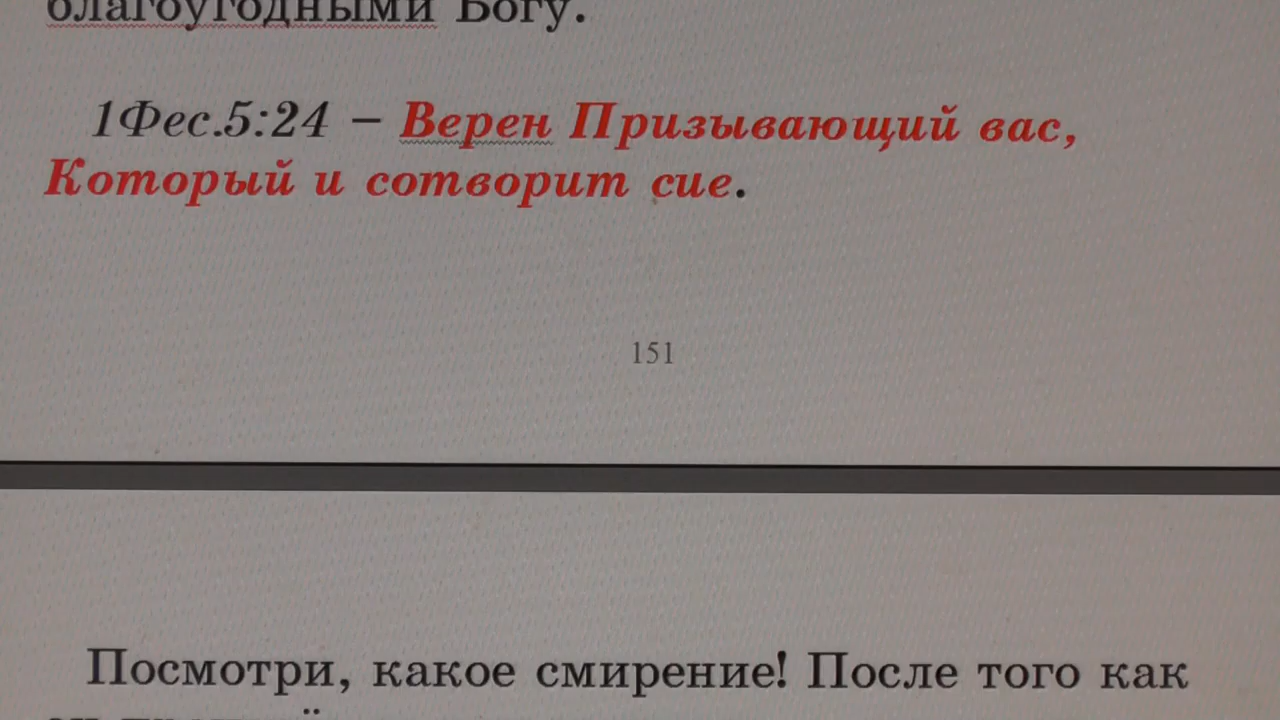 благоугодными Богу.
1Фес.5:24 – Верен Призывающий вас,
Который и сотворит сие.
151
Посмотри, какое смирение! После того как